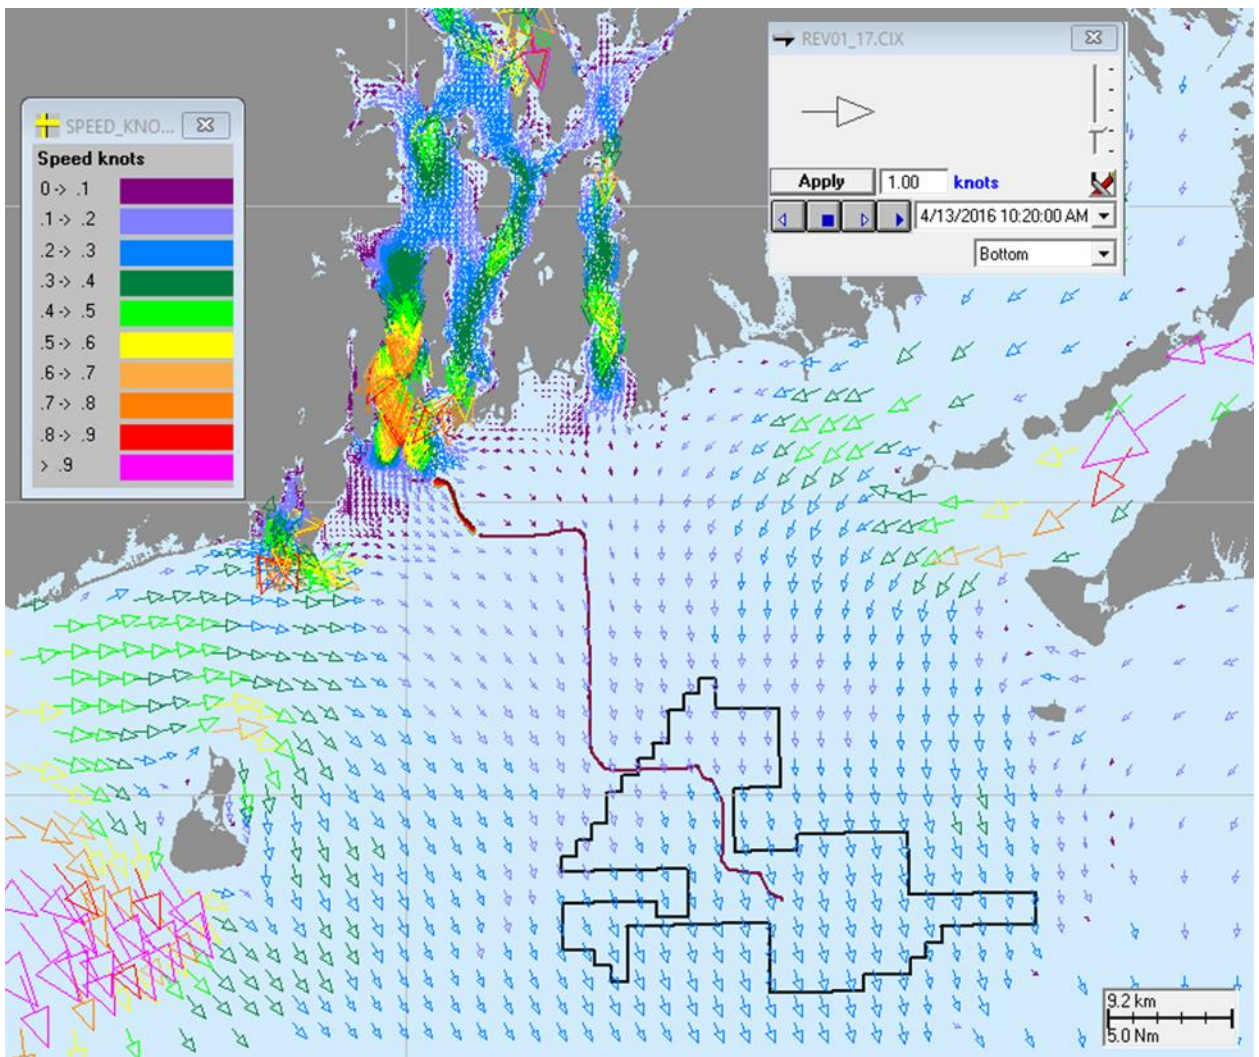 SPEED_KNO...
Speed knots
0 -> .1
.1 -> .2
.2 -> .3
.3 -> .4
.4 -> .5
.5 -> .6
.6 -> .7
.7 -> .8
.8 -> .9
> .9
REV01_17.CIX
Apply
1.00
knots
4/13/2016 10:20:00 AM
Bottom
9.2 km
5.0 Nm